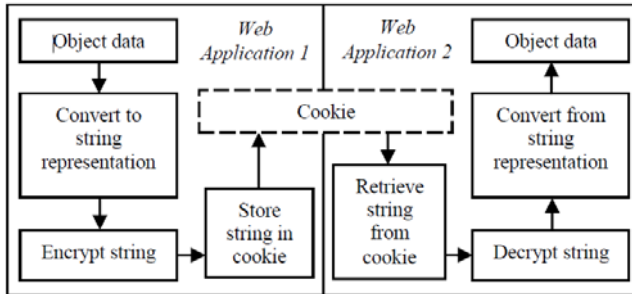 Object data
Convert to
string
representation
Encrypt string
Web
Application 1
Store
string in
cookie
Cookie
Web
Application 2
Retrieve
string
from
cookie
Object data
Convert from
string
representation
Decrypt string